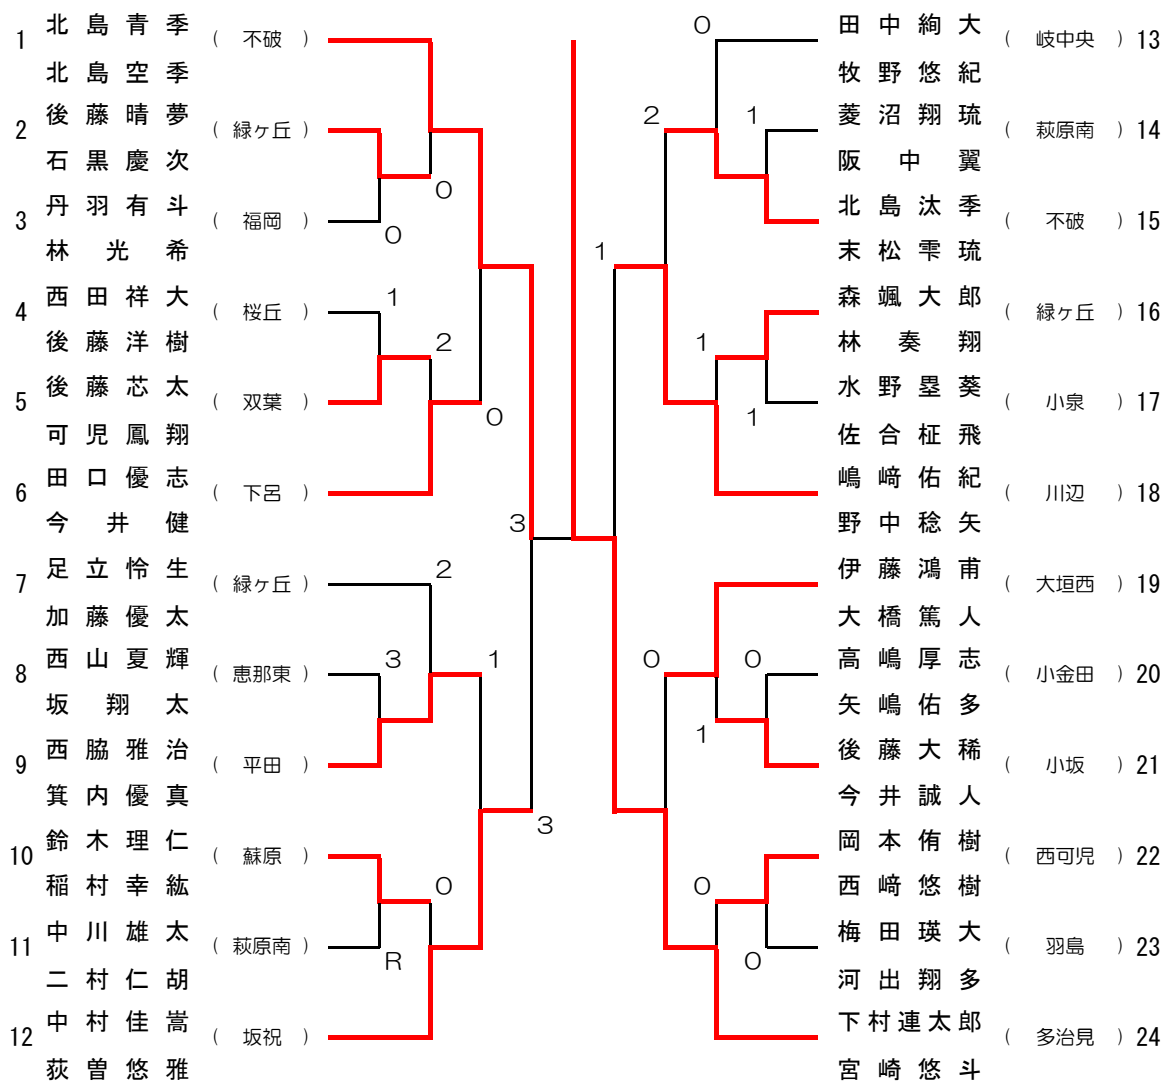 北島青季
1 (不破)
北島空季
後藤晴夢
2 (緑ヶ丘)
石黒慶次
0
丹羽有斗
3 (福岡)
0
林光希
西田祥大
1
4 (桜丘)
後藤洋樹
2
後藤芯太
5 (双葉)
0
可児鳳翔
田口優志
6 (下呂)
今井健
3
足立怜生
2
7 (緑ヶ丘)
加藤優太
西山夏輝
3
1
8 (恵那東)
坂翔太
西脇雅治
9 (平田)
箕内優真
3
鈴木理仁
10 (蘇原)
稲村幸紘
0
中川雄太
11 (萩原南)
R
二村仁胡
中村佳嵩
12 (坂祝)
荻曽悠雅
0
田中絢大
(岐中央) 13
牧野悠紀
2
1
菱沼翔琉
(萩原南) 14
阪中翼
北島汰季
(不破) 15
末松雫琉
1
森颯大郎
(緑ヶ丘) 16
林奏翔
1
水野塁葵
(小泉) 17
1
佐合柾飛
嶋﨑佑紀
(川辺) 18
野中稔矢
伊藤鴻甫
(大垣西) 19
大橋篤人
0
0
高嶋厚志
(小金田) 20
矢嶋佑多
1
後藤大稀
(小坂) 21
今井誠人
岡本侑樹
(西可児) 22
西﨑悠樹
0
梅田瑛大
(羽島) 23
0
河出翔多
下村連太郎
(多治見) 24
宮崎悠斗